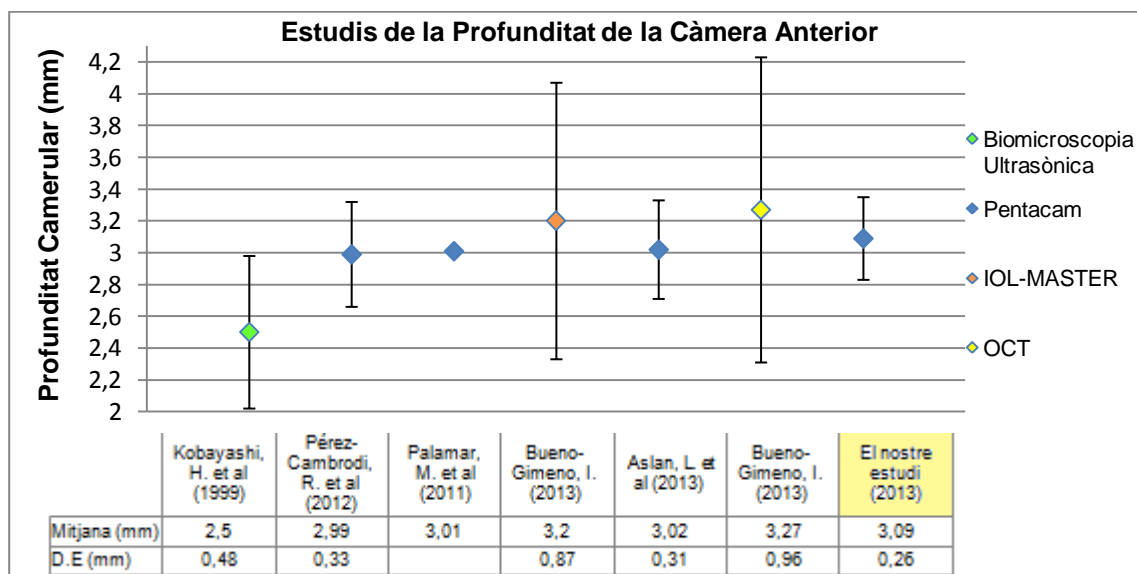 Estudis de la Profunditat de la Càmera Anterior
Profunditat Camerular (mm)
4,2
4
3,8
3,6
3,4
3,2
3
2,8
2,6
2,4
2,2
2
Biomicroscopia
Ultrasònica
Pentacam
IOL-MASTER
OCT
Kobayashi, H. et al (1999) Pérez-Cambrodi, R. et al (2012) Palamar, M. et al (2011) Bueno-Gimeno, I. (2013) Aslan, L. et al (2013) Bueno-Gimeno, I. (2013) El nostre estudi (2013)
Mitjana (mm) 2,5 2,99 3,01 3,2 3,02 3,27 3,09
D.E (mm) 0,48 0,33 0,87 0,31 0,96 0,26